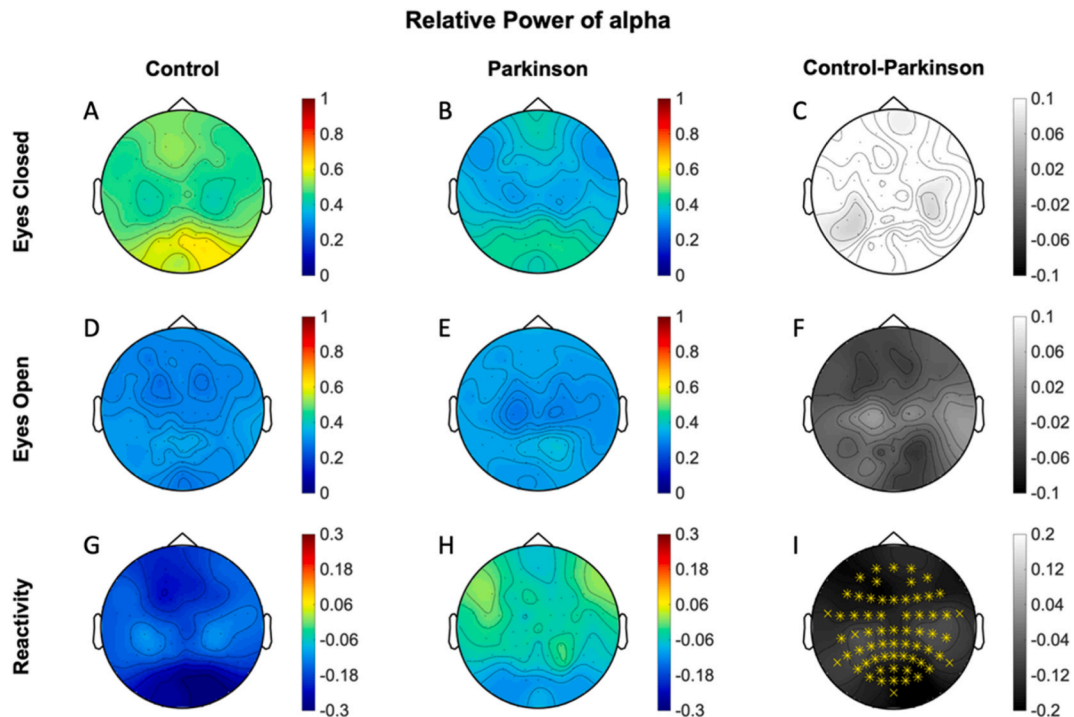 Relative Power of alpha
Control Parkinson Control-Parkinson
Eyes Closed
A 1 0.8 0.6 0.4 0.2 0
B 1 0.8 0.6 0.4 0.2 0
C 0.1 0.06 0.02 -0.02 -0.06 -0.1
Eyes Open
D 1 0.8 0.6 0.4 0.2 0
E 1 0.8 0.6 0.4 0.2 0
F 0.1 0.06 0.02 -0.02 -0.06 -0.1
Reactivity
G 0.3 0.18 0.06 -0.06 -0.18 -0.3
H 0.3 0.18 0.06 -0.06 -0.18 -0.3
I 0.2 0.12 0.04 -0.04 -0.12 -0.2